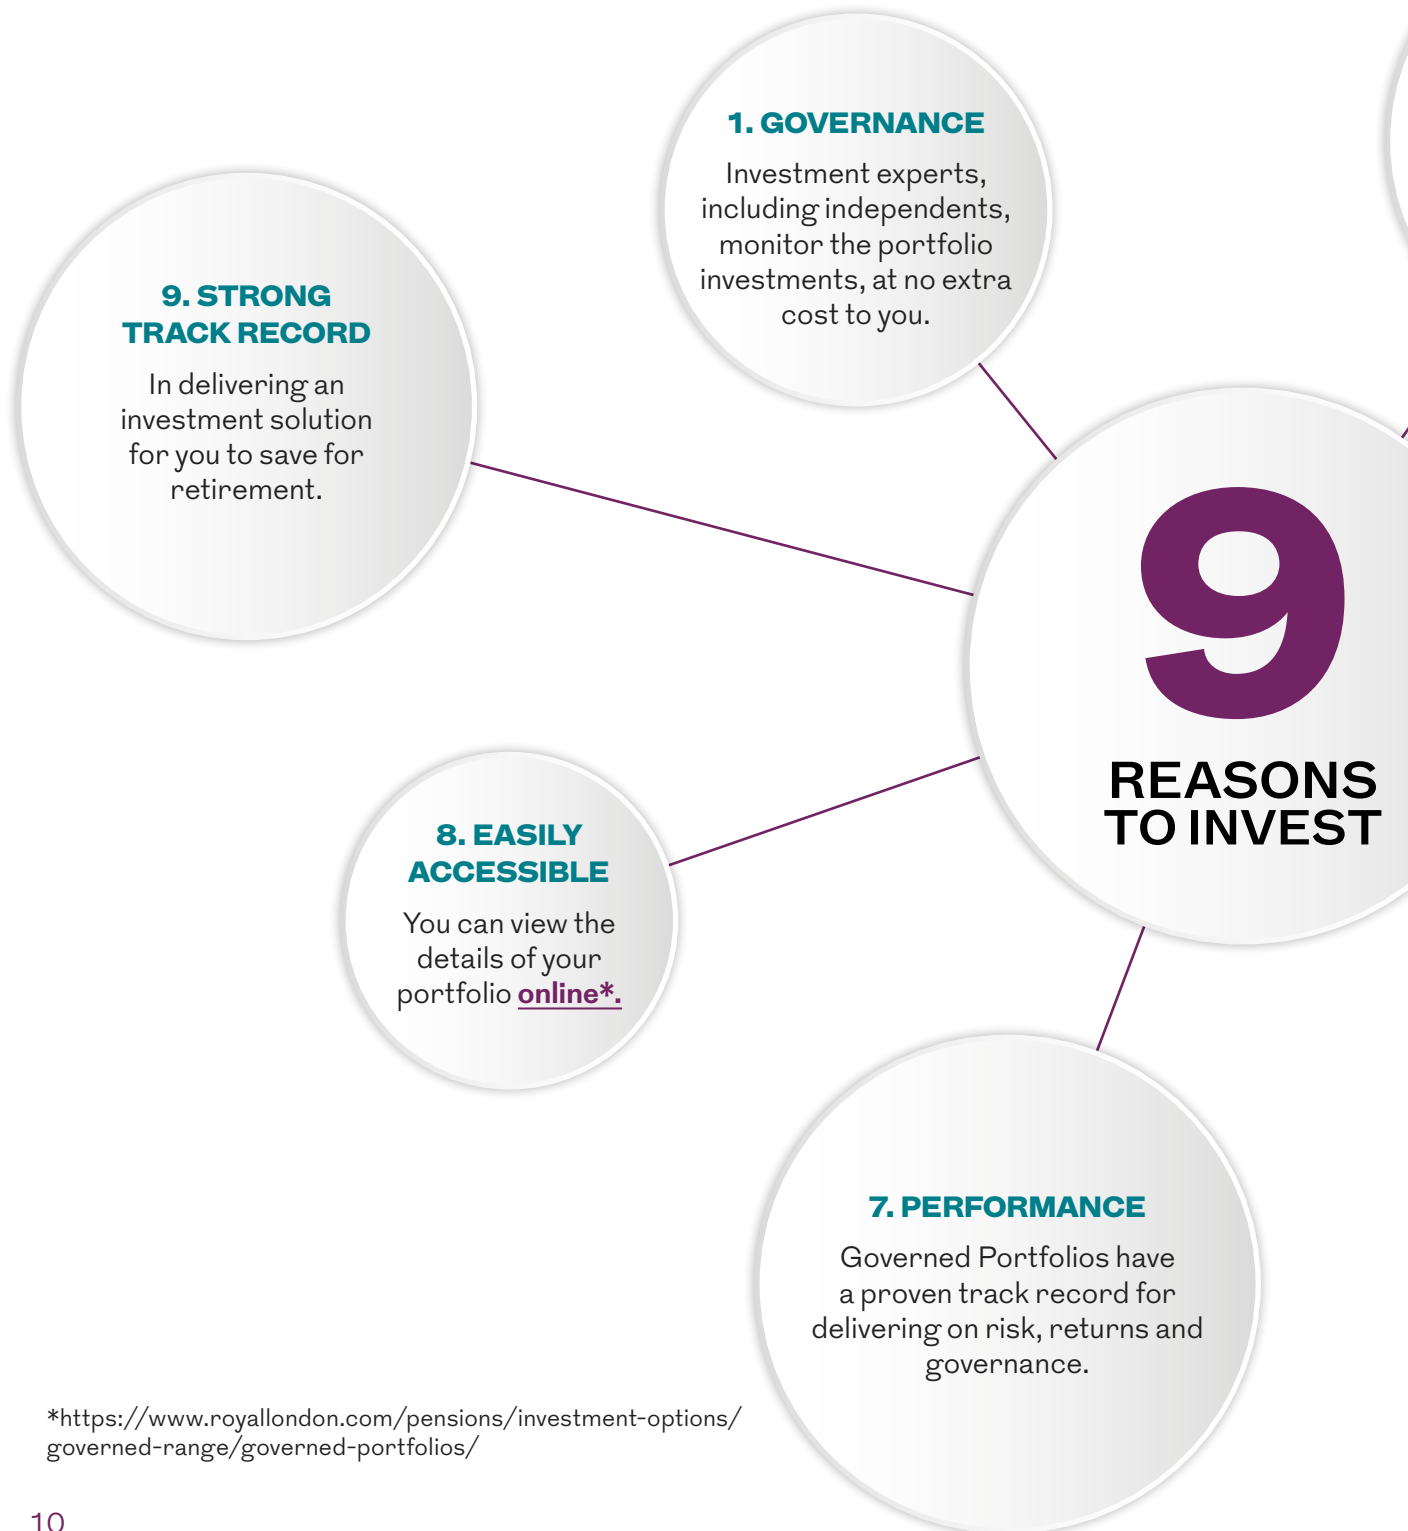 1. GOVERNANCE
Investment experts,
including independents,
monitor the portfolio
investments, at no extra
cost to you.
9. STRONG
TRACK RECORD
In delivering an
investment solution
for you to save for
retirement.
9
REASONS
TO INVEST
8. EASILY
ACCESSIBLE
You can view the
details of your
portfolio online*.
7. PERFORMANCE
Governed Portfolios have
a proven track record for
delivering on risk, returns and
governance.
*https://www.royallondon.com/pensions/investment-options/
governed-range/governed-portfolios/
10